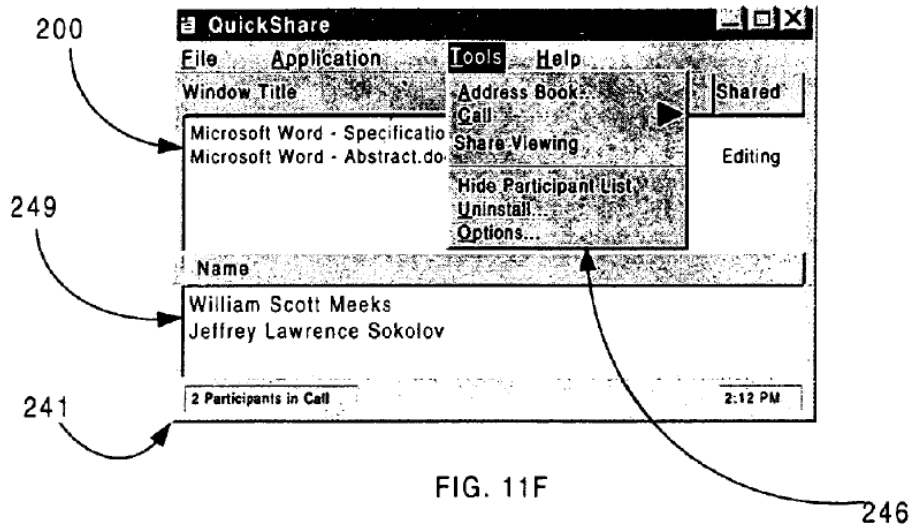 200
QuickShare
File Application Tools Help
Window Title Address Book... Shared
Call
Microsoft Word - Specificatio Share Viewing
Microsoft Word - Abstract.do Editing
Hide Participant List
249
Uninstall...
Options...
Name
William Scott Meeks
Jeffrey Lawrence Sokolov
241
2 Participants in Call 2:12 PM
FIG. 11F
246